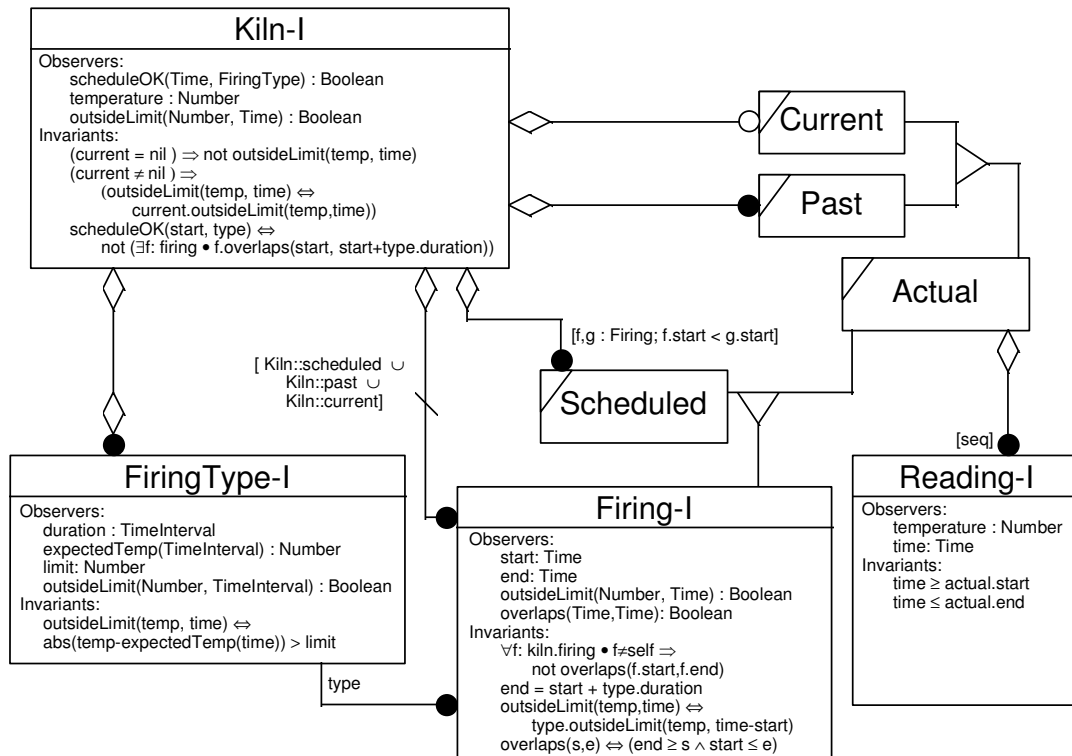 Kiln-I
Observers:
scheduleOK(Time, FiringType) : Boolean
temperature : Number
outsideLimit(Number, Time) : Boolean
Invariants:
(current = nil ) ⇒ not outsideLimit(temp, time)
(current ≠ nil ) ⇒
(outsideLimit(temp, time) ⇔
current.outsideLimit(temp,time))
scheduleOK(start, type) ⇔
not (∃f: firing • f.overlaps(start, start+type.duration))
Current
Past
Actual
[f,g : Firing; f.start < g.start]
[ Kiln::scheduled ∪
Kiln::past ∪
Kiln::current]
Scheduled
[seq]
FiringType-I
Observers:
duration : TimeInterval
expectedTemp(TimeInterval) : Number
limit: Number
outsideLimit(Number, TimeInterval) : Boolean
Invariants:
outsideLimit(temp, time) ⇔
abs(temp-expectedTemp(time)) > limit
type
Firing-I
Observers:
start: Time
end: Time
outsideLimit(Number, Time) : Boolean
overlaps(Time,Time): Boolean
Invariants:
∀f: kiln.firing • f≠self ⇒
not overlaps(f.start,f.end)
end = start + type.duration
outsideLimit(temp,time) ⇔
type.outsideLimit(temp, time-start)
overlaps(s,e) ⇔ (end ≥ s ∧ start ≤ e)
Reading-I
Observers:
temperature : Number
time: Time
Invariants:
time ≥ actual.start
time ≤ actual.end